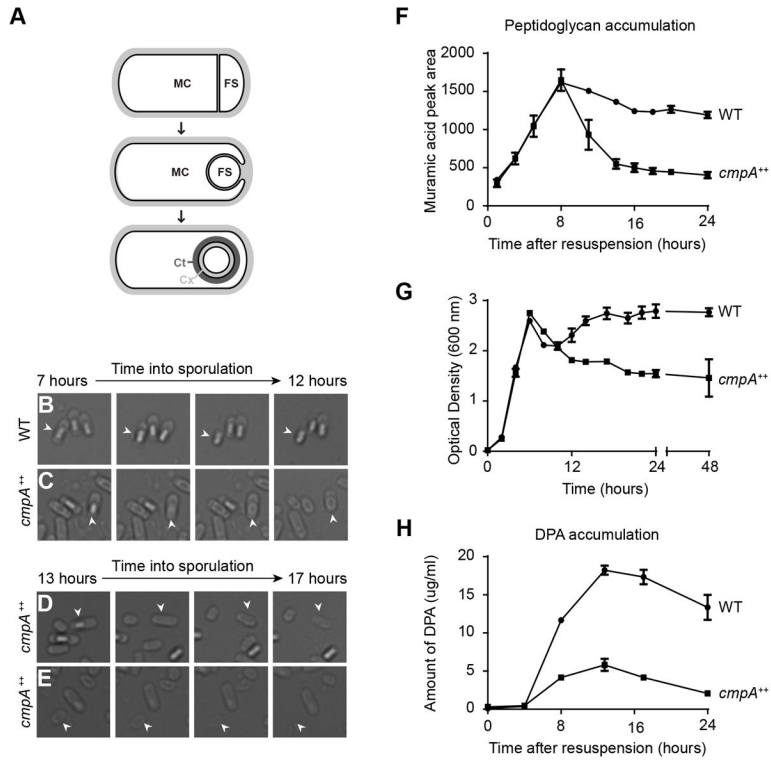 A
MC FS
MC FS
Ct
Cx
Time into sporulation
7 hours 12 hours
WT B
cmpA++ C
Time into sporulation
13 hours 17 hours
cmpA++ D
cmpA++ E
F
Peptidoglycan accumulation
Muramic acid peak area
2000
1500
1000
500
0
WT
cmpA++
0 8 16 24
Time after resuspension (hours)
G
Optical Density (600 nm)
3
2
1
0
WT
cmpA++
0 12 24 48
Time (hours)
H
DPA accumulation
Amount of DPA (ug/ml)
20
15
10
5
0
WT
cmpA++
0 8 16 24
Time after resuspension (hours)